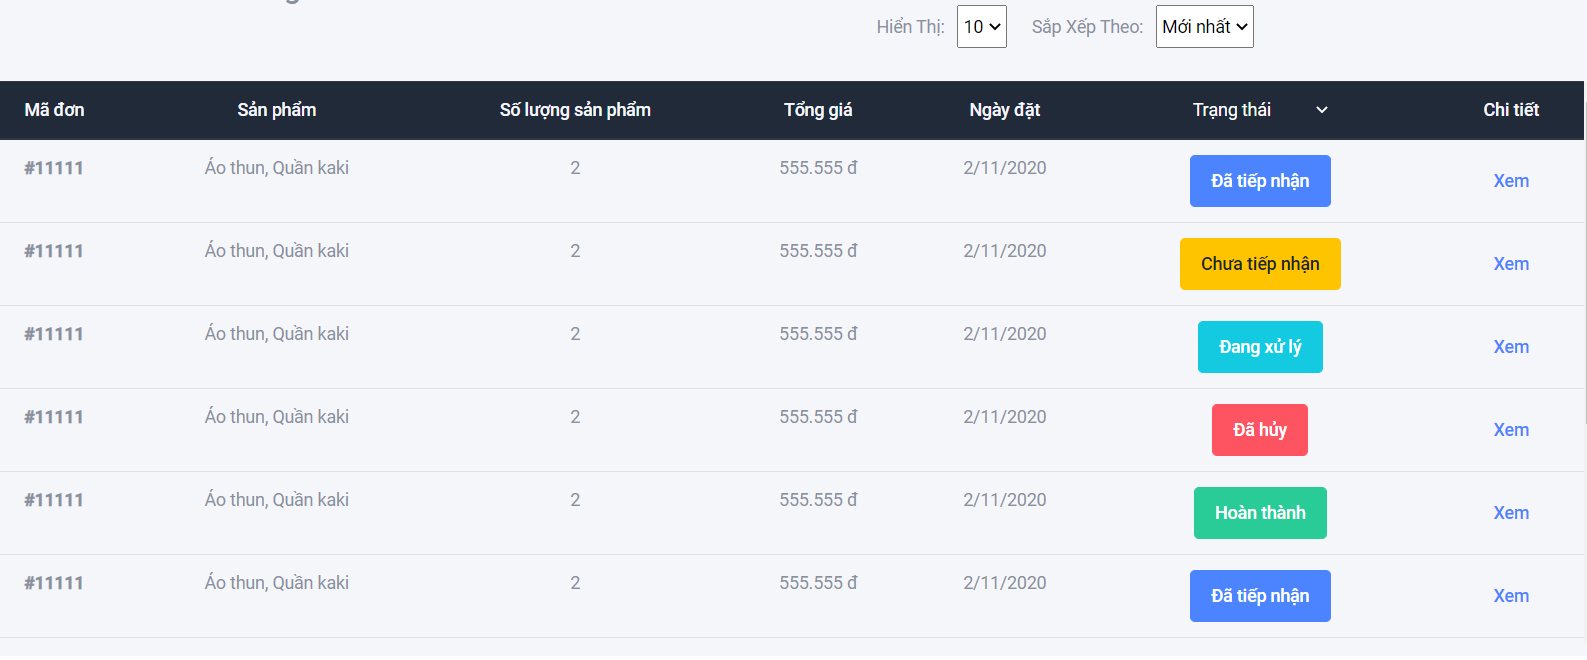 Hiển Thị: 10 Sắp Xếp Theo: Mới nhất
Mã đơn Sản phẩm Số lượng sản phẩm Tổng giá Ngày đặt Trạng thái Chi tiết
#11111 Áo thun, Quần kaki 2 555.555 đ 2/11/2020 Đã tiếp nhận Xem
#11111 Áo thun, Quần kaki 2 555.555 đ 2/11/2020 Chưa tiếp nhận Xem
#11111 Áo thun, Quần kaki 2 555.555 đ 2/11/2020 Đang xử lý Xem
#11111 Áo thun, Quần kaki 2 555.555 đ 2/11/2020 Đã hủy Xem
#11111 Áo thun, Quần kaki 2 555.555 đ 2/11/2020 Hoàn thành Xem
#11111 Áo thun, Quần kaki 2 555.555 đ 2/11/2020 Đã tiếp nhận Xem